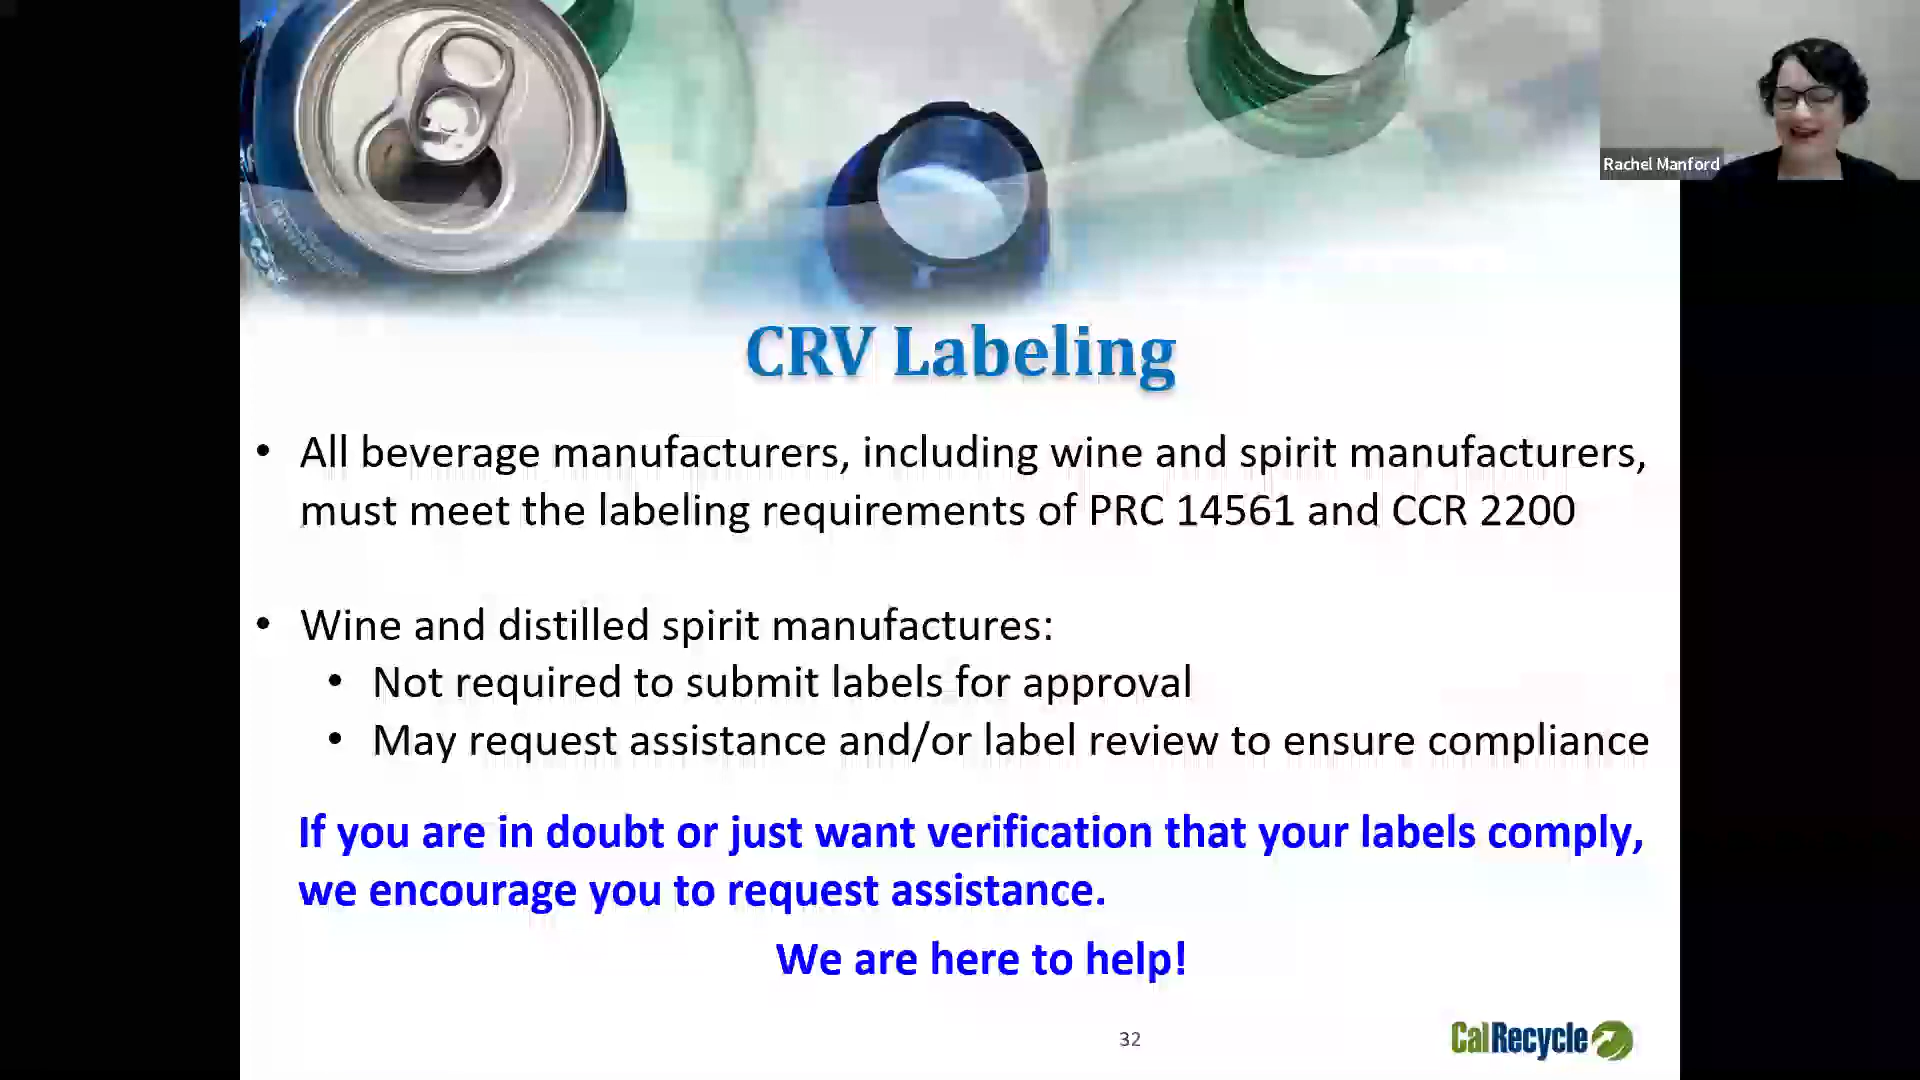 Rachel Manford
CRV Labeling
• All beverage manufacturers, including wine and spirit manufacturers,
must meet the labeling requirements of PRC 14561 and CCR 2200
• Wine and distilled spirit manufactures:
• Not required to submit labels for approval
• May request assistance and/or label review to ensure compliance
If you are in doubt or just want verification that your labels comply,
we encourage you to request assistance.
We are here to help!
32
CalRecycle